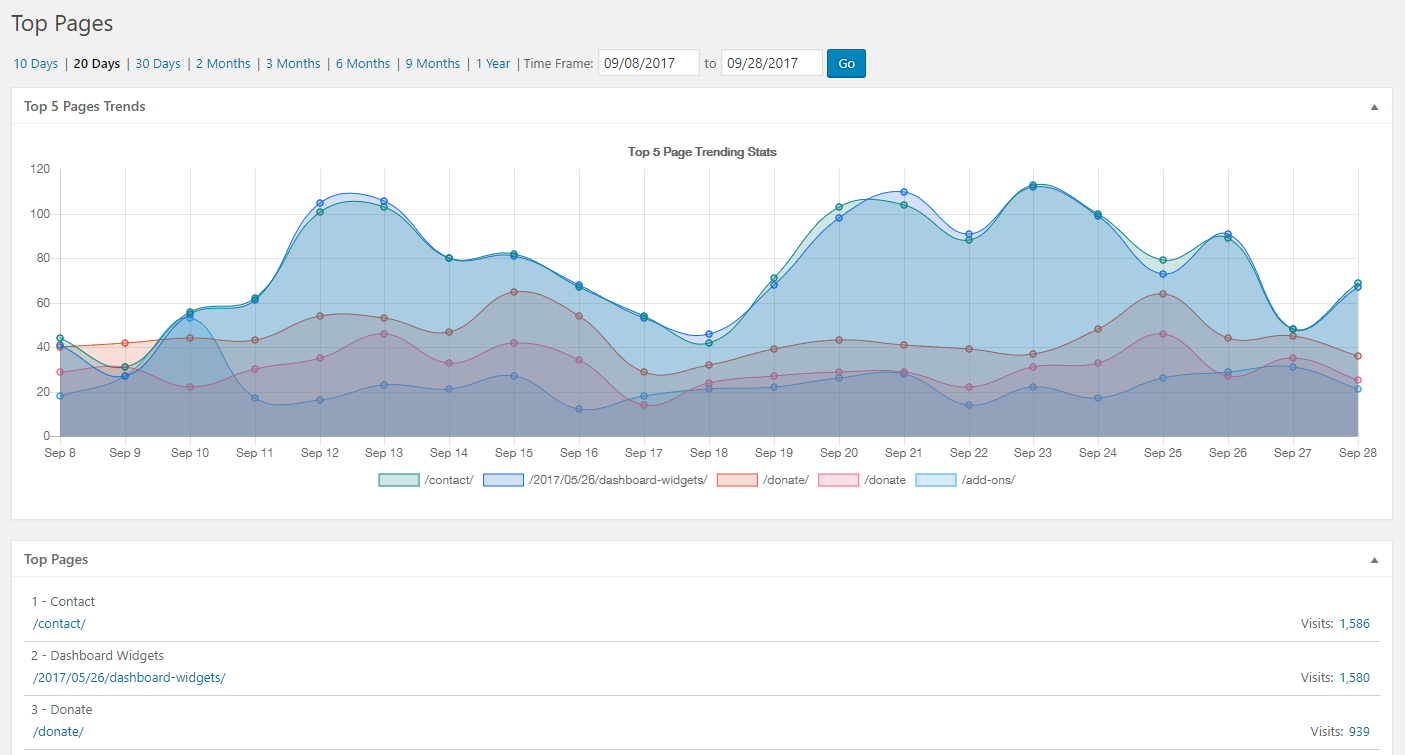 Top Pages
10 Days | 20 Days | 30 Days | 2 Months | 3 Months | 6 Months | 9 Months | 1 Year | Time Frame: 09/08/2017 to 09/28/2017 Go
Top 5 Pages Trends
Top 5 Page Trending Stats
120
100
80
60
40
20
0
Sep 8 Sep 9 Sep 10 Sep 11 Sep 12 Sep 13 Sep 14 Sep 15 Sep 16 Sep 17 Sep 18 Sep 19 Sep 20 Sep 21 Sep 22 Sep 23 Sep 24 Sep 25 Sep 26 Sep 27 Sep 28
/contact/ /2017/05/26/dashboard-widgets/ /donate/ /donate /add-ons/
Top Pages
1 - Contact
/contact/ Visits: 1,586
2 - Dashboard Widgets
/2017/05/26/dashboard-widgets/ Visits: 1,580
3 - Donate
/donate/ Visits: 939